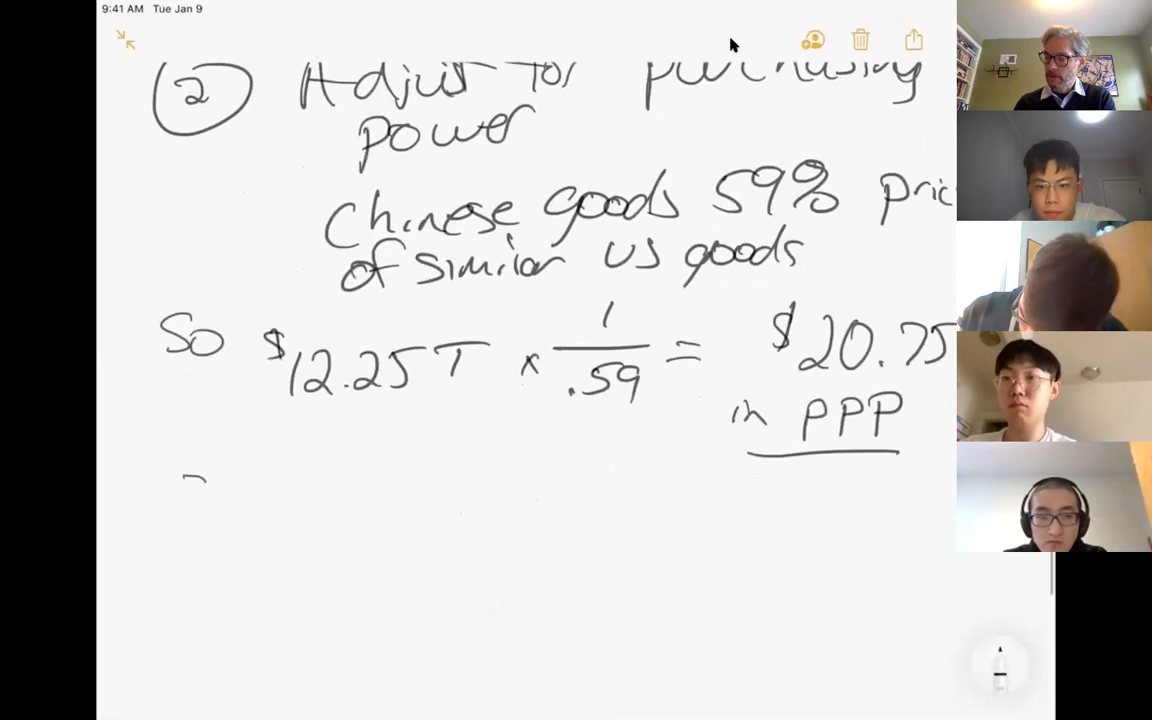 9:41 AM Tue Jan 9
② Adjust for purchasing
power
Chinese goods 59% pric
of similar US goods
So $12.25T × 1/.59 = $20.75
in PPP